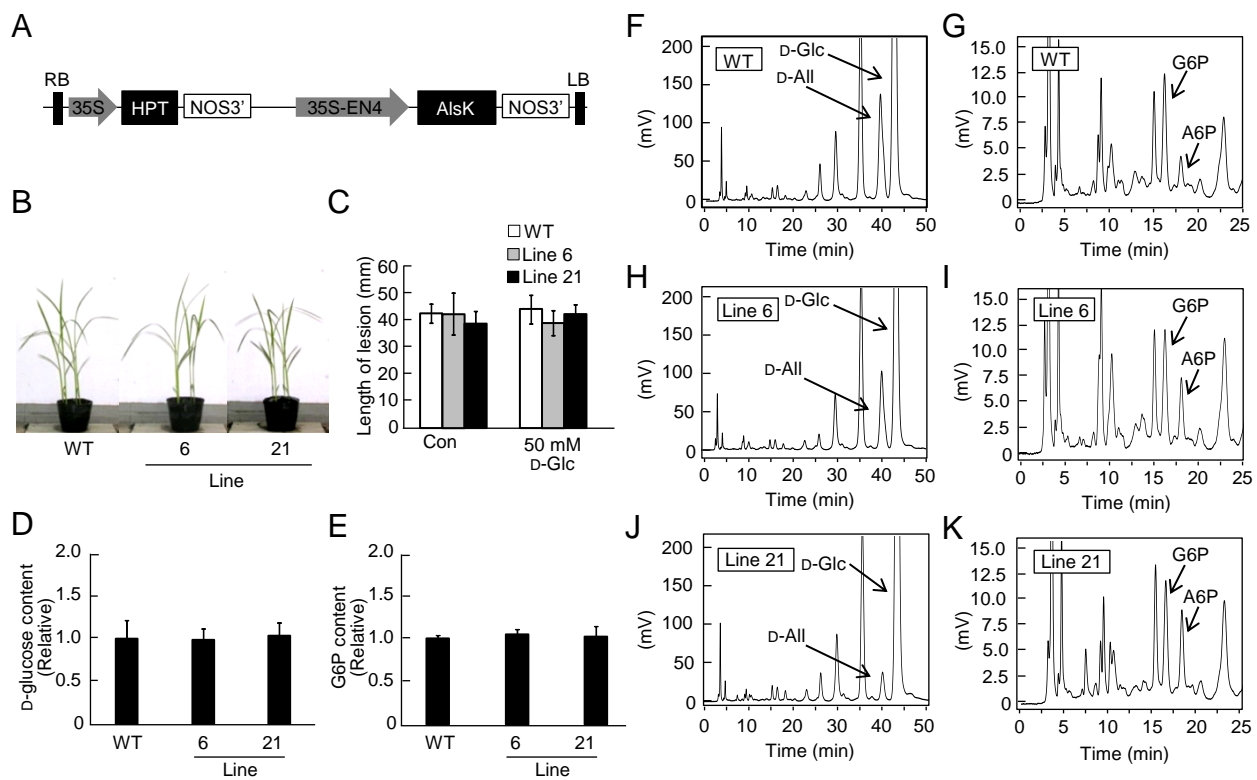 A
RB
35S
HPT
NOS3'
35S-EN4
AlsK
NOS3'
LB
B
WT
6
21
Line
C
WT
Line 6
Line 21
Length of lesion (mm)
60
50
40
30
20
10
0
Con
50 mM
D-Glc
D
D-glucose content
(Relative)
2.0
1.0
0.5
0
WT
6
21
Line
E
G6P content
(Relative)
2.0
1.0
0.5
0
WT
6
21
Line
F
WT
D-Glc
D-All
(mV)
200
150
100
50
0
0 10 20 30 40 50
Time (min)
G
WT
G6P
A6P
(mV)
15.0
12.5
10.0
7.5
5.0
2.5
0
0 5 10 15 20 25
Time (min)
H
Line 6
D-Glc
D-All
(mV)
200
150
100
50
0
0 10 20 30 40 50
Time (min)
I
Line 6
G6P
A6P
(mV)
15.0
12.5
10.0
7.5
5.0
2.5
0
0 5 10 15 20 25
Time (min)
J
Line 21
D-Glc
D-All
(mV)
200
150
100
50
0
0 10 20 30 40 50
Time (min)
K
Line 21
G6P
A6P
(mV)
15.0
12.5
10.0
7.5
5.0
2.5
0
0 5 10 15 20 25
Time (min)